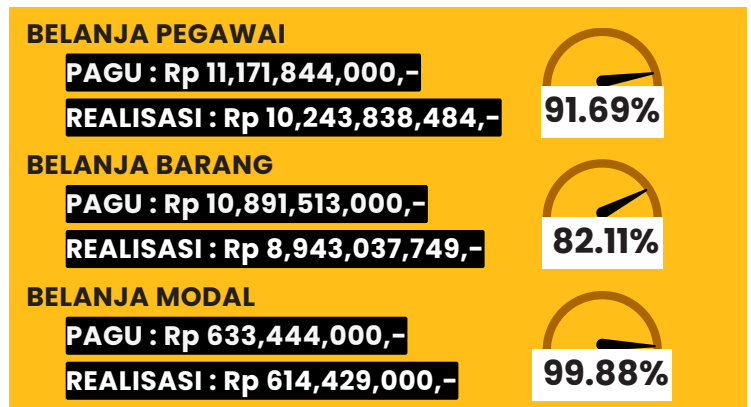 BELANJA PEGAWAI
PAGU : Rp 11,171,844,000,-
REALISASI : Rp 10,243,838,484,-
91.69%
BELANJA BARANG
PAGU : Rp 10,891,513,000,-
REALISASI : Rp 8,943,037,749,-
82.11%
BELANJA MODAL
PAGU : Rp 633,444,000,-
REALISASI : Rp 614,429,000,-
99.88%